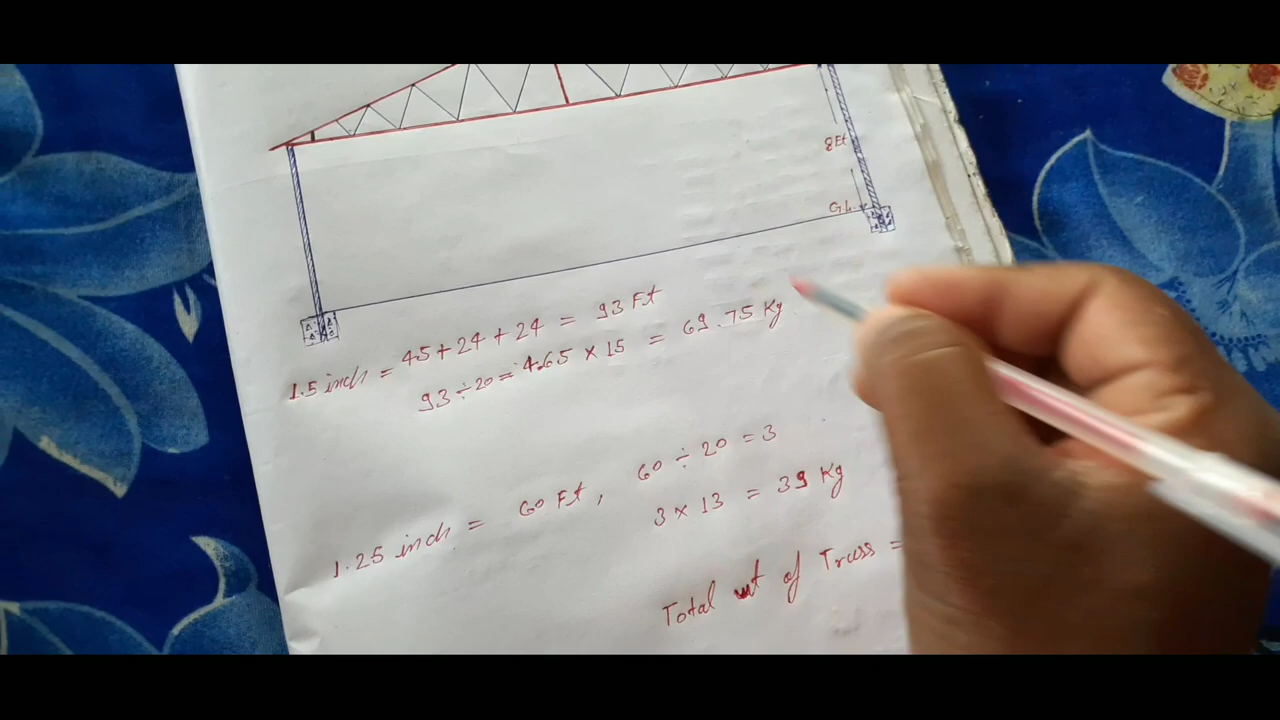 8Ft
G.L.
1.5 inch = 45 + 24 + 24 = 93 Ft
93 ÷ 20 = 4.65 × 15 = 69.75 Kg
1.25 inch = 60 Ft, 60 ÷ 20 = 3
3 × 13 = 39 Kg
Total wt of Truss =